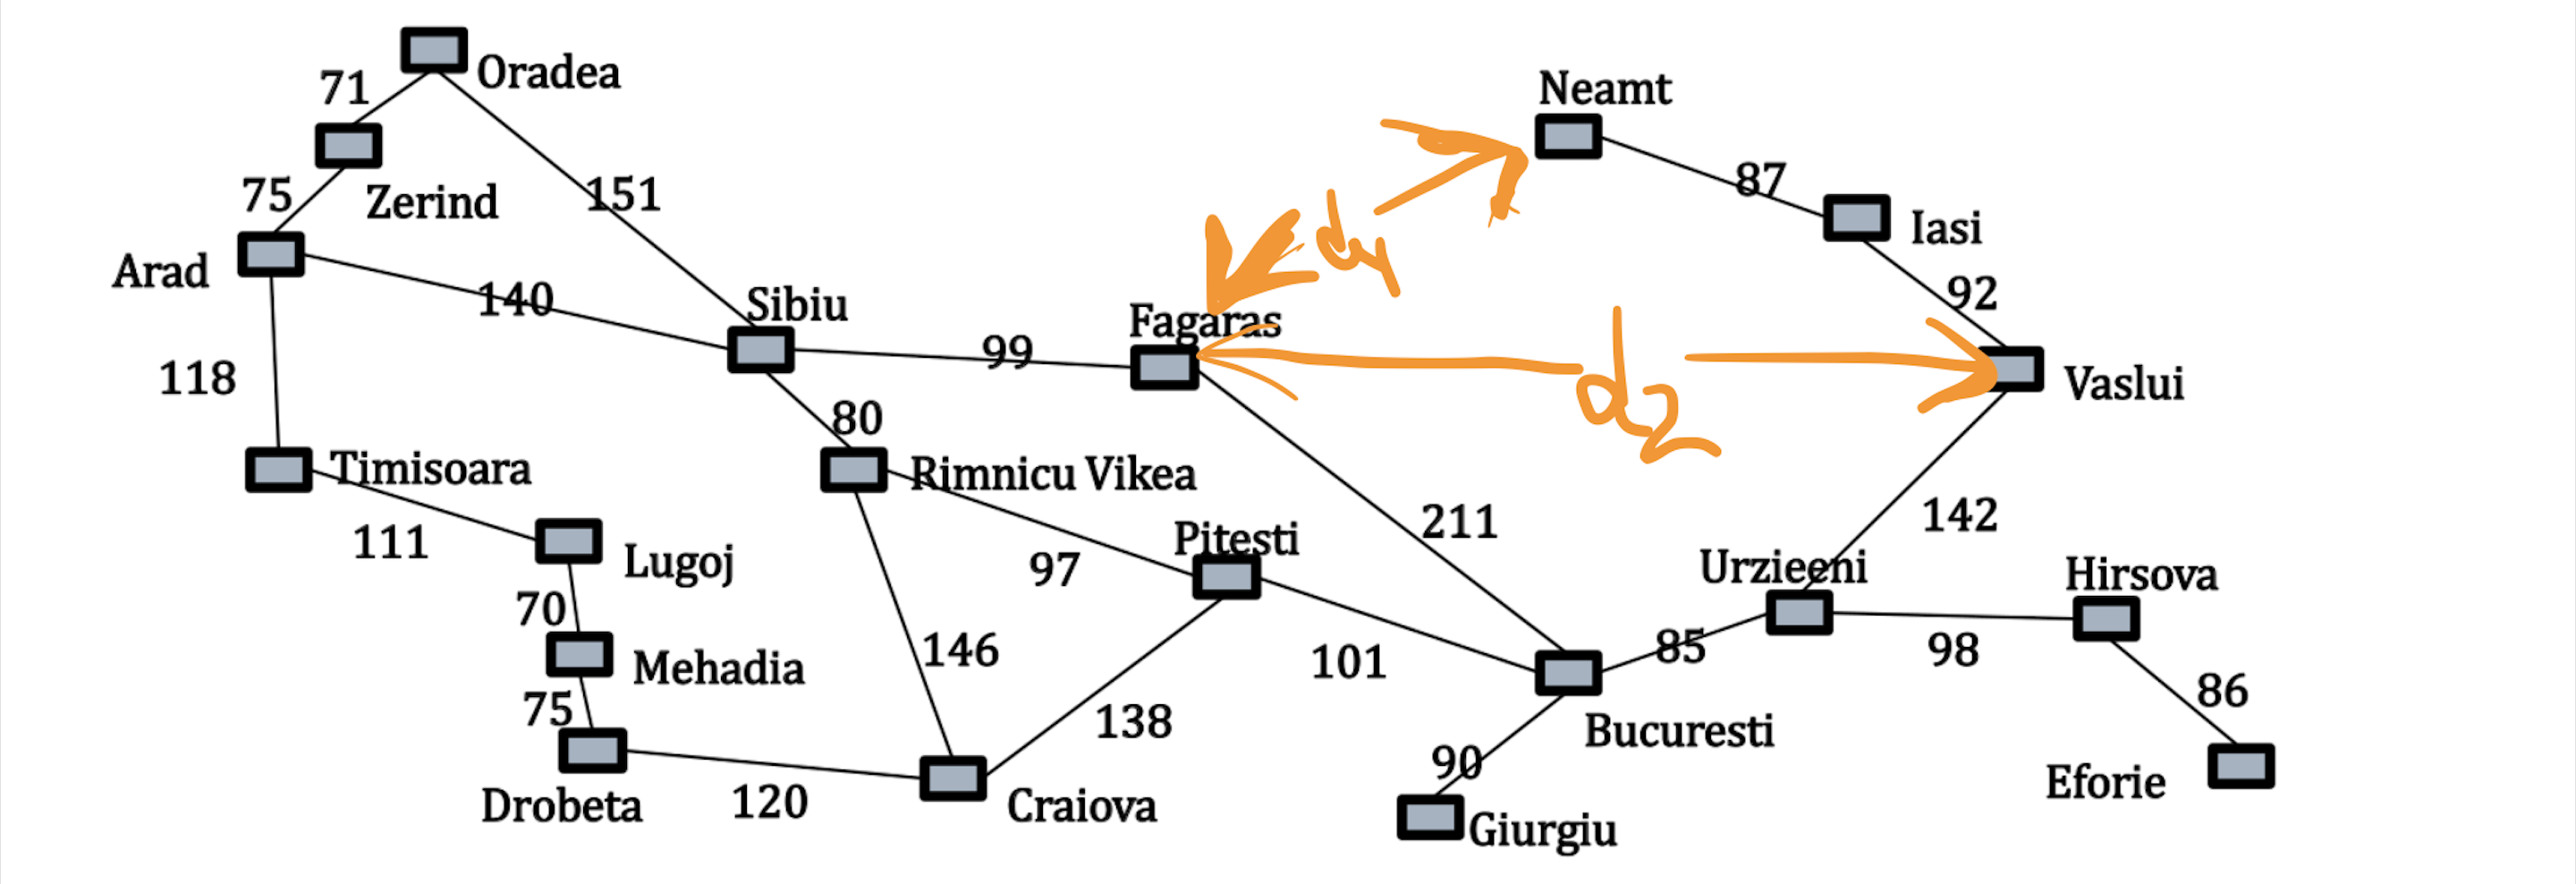 Oradea
71
Neamt
Zerind
75
151
87
Iasi
Arad
140
d1
Sibiu
92
Fagaras
99
118
Vaslui
d2
80
Timisoara
Rimnicu Vikea
111
211
142
Lugoj
97
Pitesti
Urzieeni
Hirsova
70
Mehadia
146
101
85
98
75
138
86
Drobeta
120
Craiova
90
Bucuresti
Giurgiu
Eforie